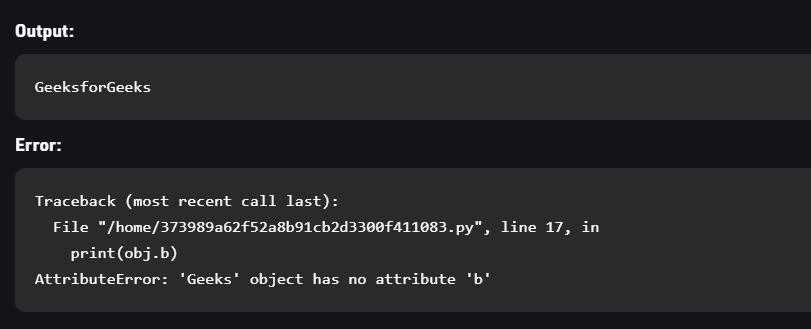 Output:
GeeksforGeeks
Error:
Traceback (most recent call last):
  File "/home/373989a62f52a8b91cb2d3300f411083.py", line 17, in
    print(obj.b)
AttributeError: 'Geeks' object has no attribute 'b'